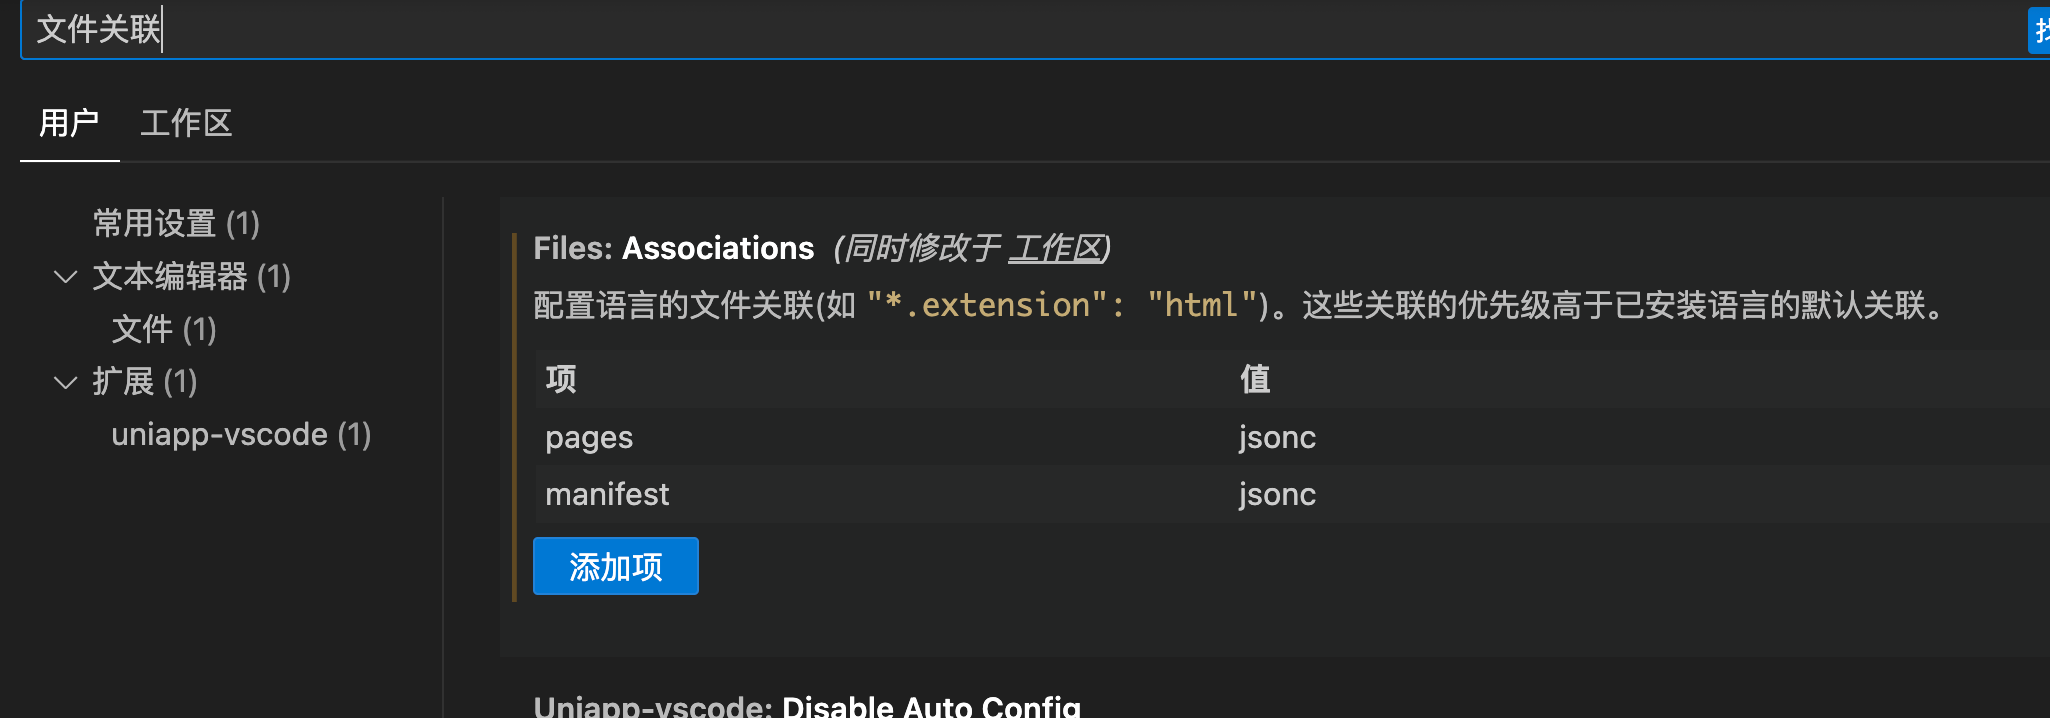 文件关联
用户 工作区
常用设置 (1)
文本编辑器 (1)
文件 (1)
扩展 (1)
uniapp-vscode (1)
Files: Associations (同时修改于 工作区)
配置语言的文件关联(如 "*.extension": "html")。这些关联的优先级高于已安装语言的默认关联。
项 值
pages jsonc
manifest jsonc
添加项
Uniapp-vscode: Disable Auto Config